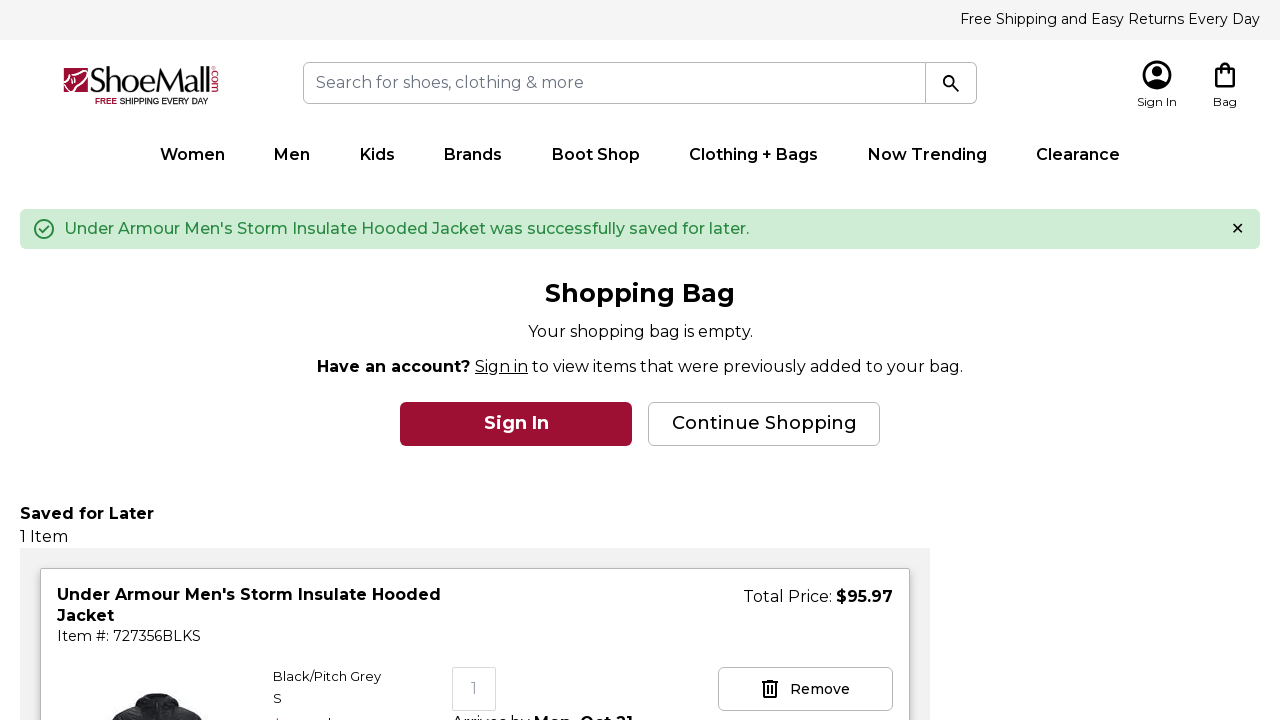 Free Shipping and Easy Returns Every Day
ShoeMall.com
FREE SHIPPING EVERY DAY
Search for shoes, clothing & more
Sign In
Bag
Women Men Kids Brands Boot Shop Clothing + Bags Now Trending Clearance
Under Armour Men's Storm Insulate Hooded Jacket was successfully saved for later.
Shopping Bag
Your shopping bag is empty.
Have an account? Sign in to view items that were previously added to your bag.
Sign In
Continue Shopping
Saved for Later
1 Item
Under Armour Men's Storm Insulate Hooded
Jacket
Total Price: $95.97
Item #: 727356BLKS
Black/Pitch Grey
1
Remove
S
Arrives by Mon, Oct 21